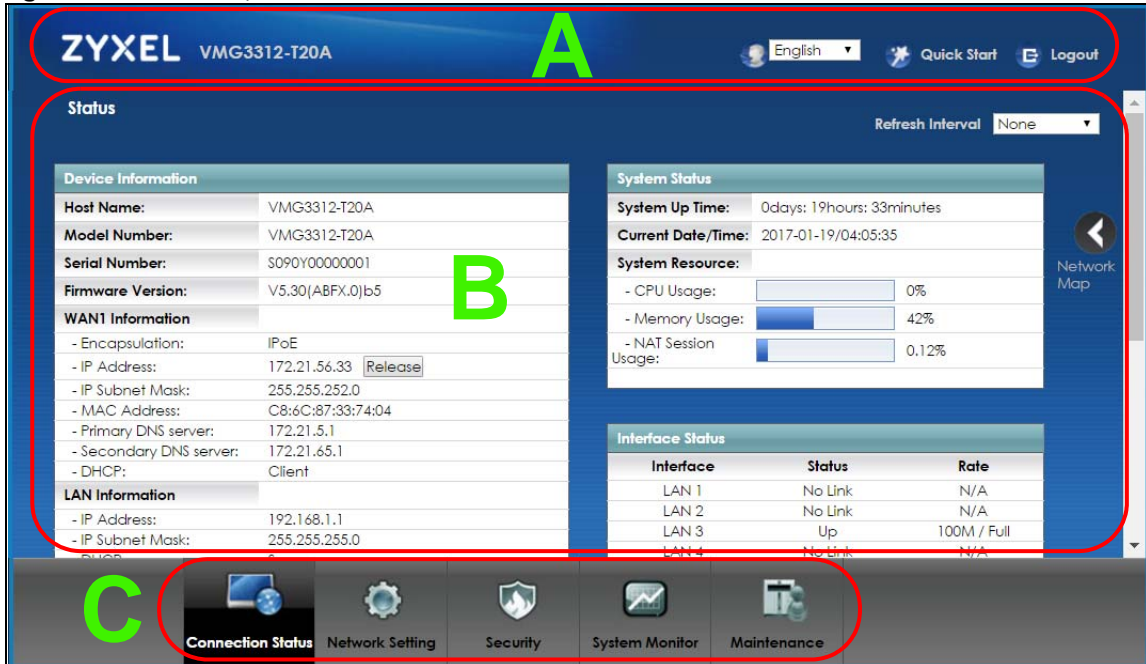 A
ZYXEL VMG3312-T20A
English
Quick Start
Logout
Status
Refresh Interval None
B
Device Information
Host Name: VMG3312-T20A
Model Number: VMG3312-T20A
Serial Number: S090Y00000001
Firmware Version: V5.30(ABFX.0)b5
WAN1 Information
- Encapsulation: IPoE
- IP Address: 172.21.56.33 Release
- IP Subnet Mask: 255.255.252.0
- MAC Address: C8:6C:87:33:74:04
- Primary DNS server: 172.21.5.1
- Secondary DNS server: 172.21.65.1
- DHCP: Client
LAN Information
- IP Address: 192.168.1.1
- IP Subnet Mask: 255.255.255.0
System Status
System Up Time: 0days: 19hours: 33minutes
Current Date/Time: 2017-01-19/04:05:35
System Resource:
- CPU Usage: 0%
- Memory Usage: 42%
- NAT Session
Usage: 0.12%
Interface Status
Interface Status Rate
LAN 1 No Link N/A
LAN 2 No Link N/A
LAN 3 Up 100M / Full
LAN 4 No Link N/A
Network
Map
C
Connection Status
Network Setting
Security
System Monitor
Maintenance